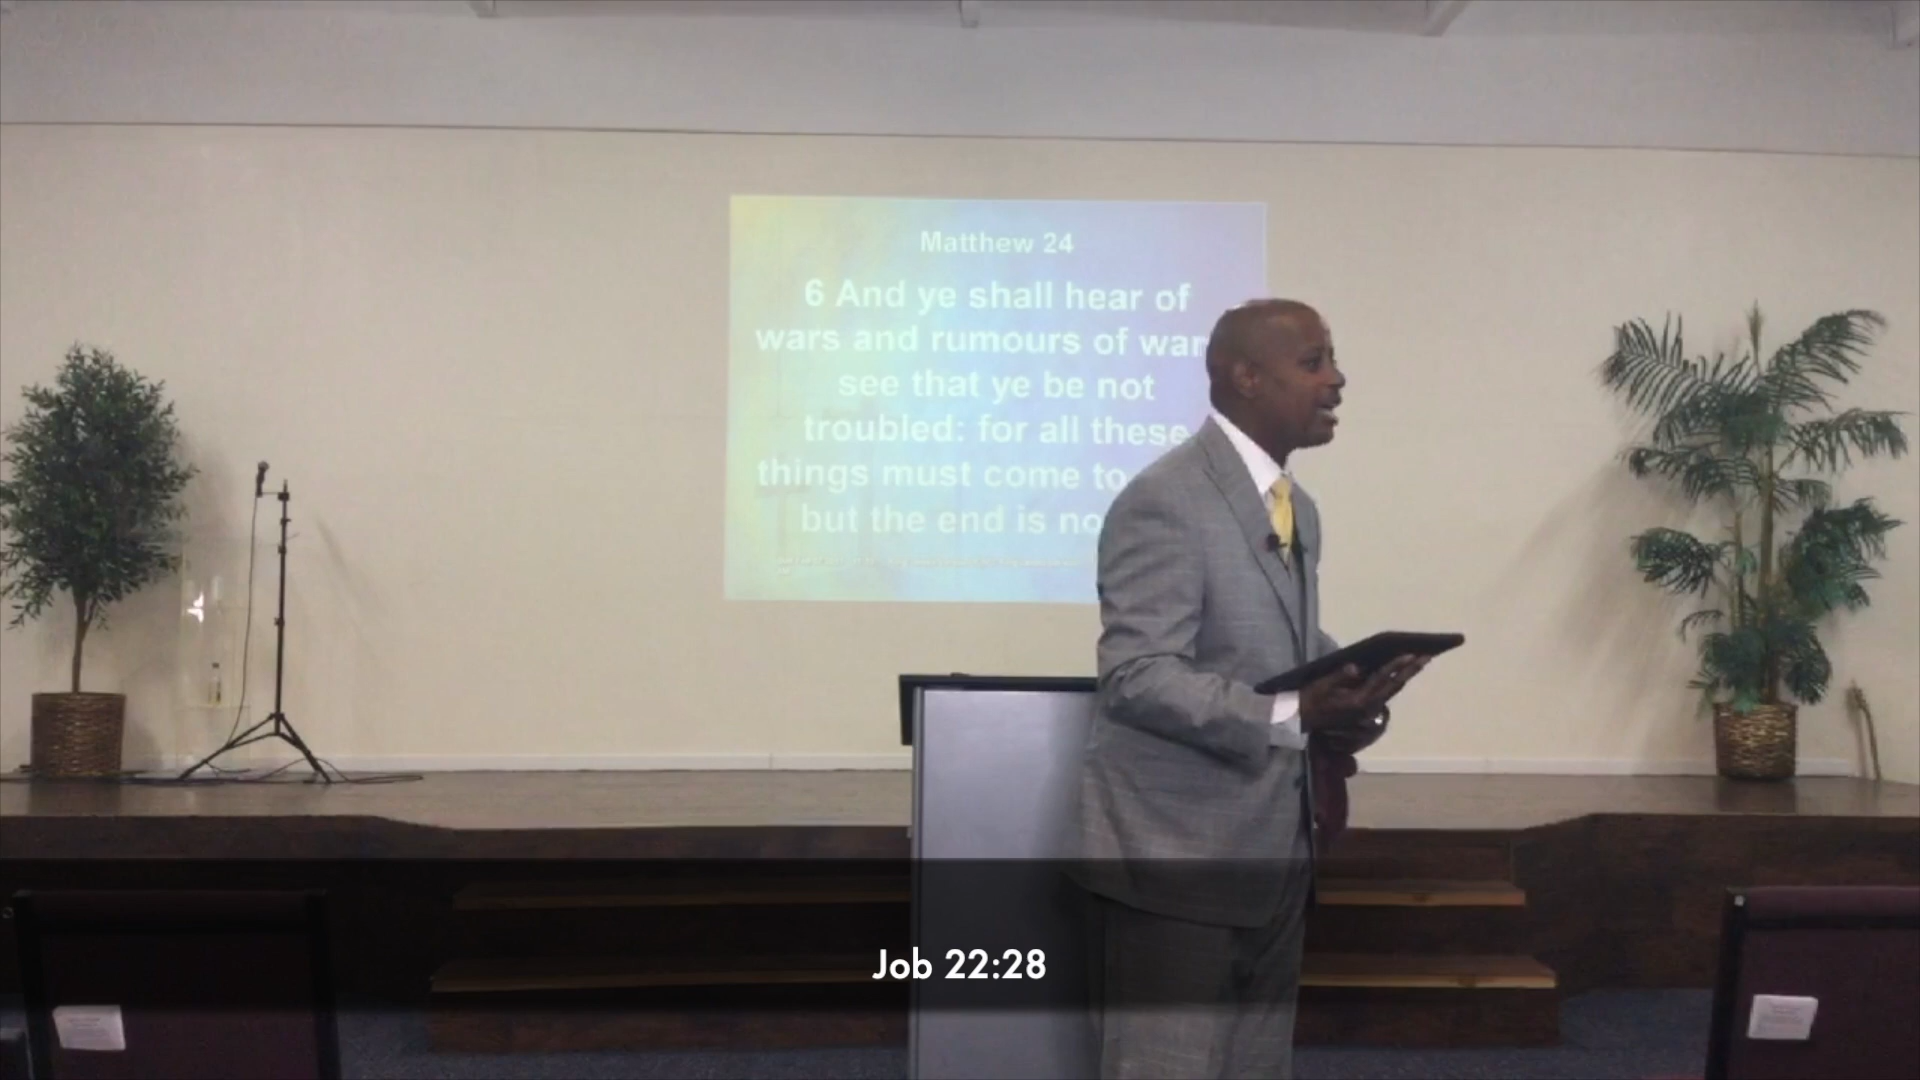 Matthew 24
6 And ye shall hear of
wars and rumours of war
see that ye be not
troubled: for all these
things must come to
but the end is no
Job 22:28